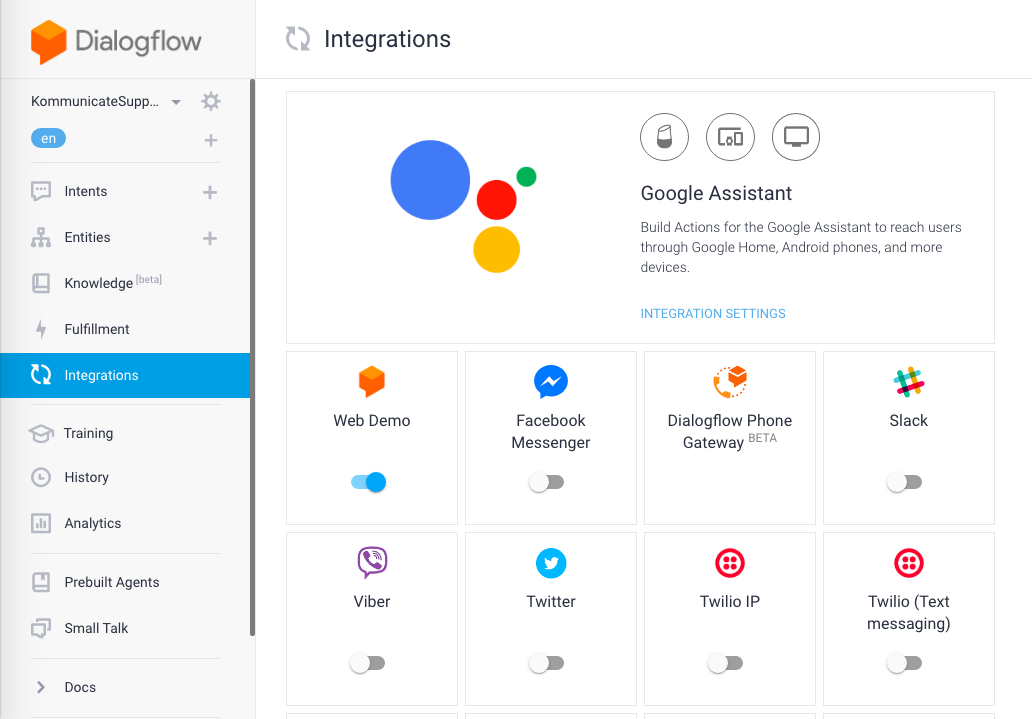 Dialogflow
Integrations
KommunicateSupp...
en
Intents
Entities
Knowledge [beta]
Fulfillment
Integrations
Training
History
Analytics
Prebuilt Agents
Small Talk
Docs
Google Assistant
Build Actions for the Google Assistant to reach users
through Google Home, Android phones, and more
devices.
INTEGRATION SETTINGS
Web Demo
Facebook
Messenger
Dialogflow Phone
Gateway BETA
Slack
Viber
Twitter
Twilio IP
Twilio (Text
messaging)